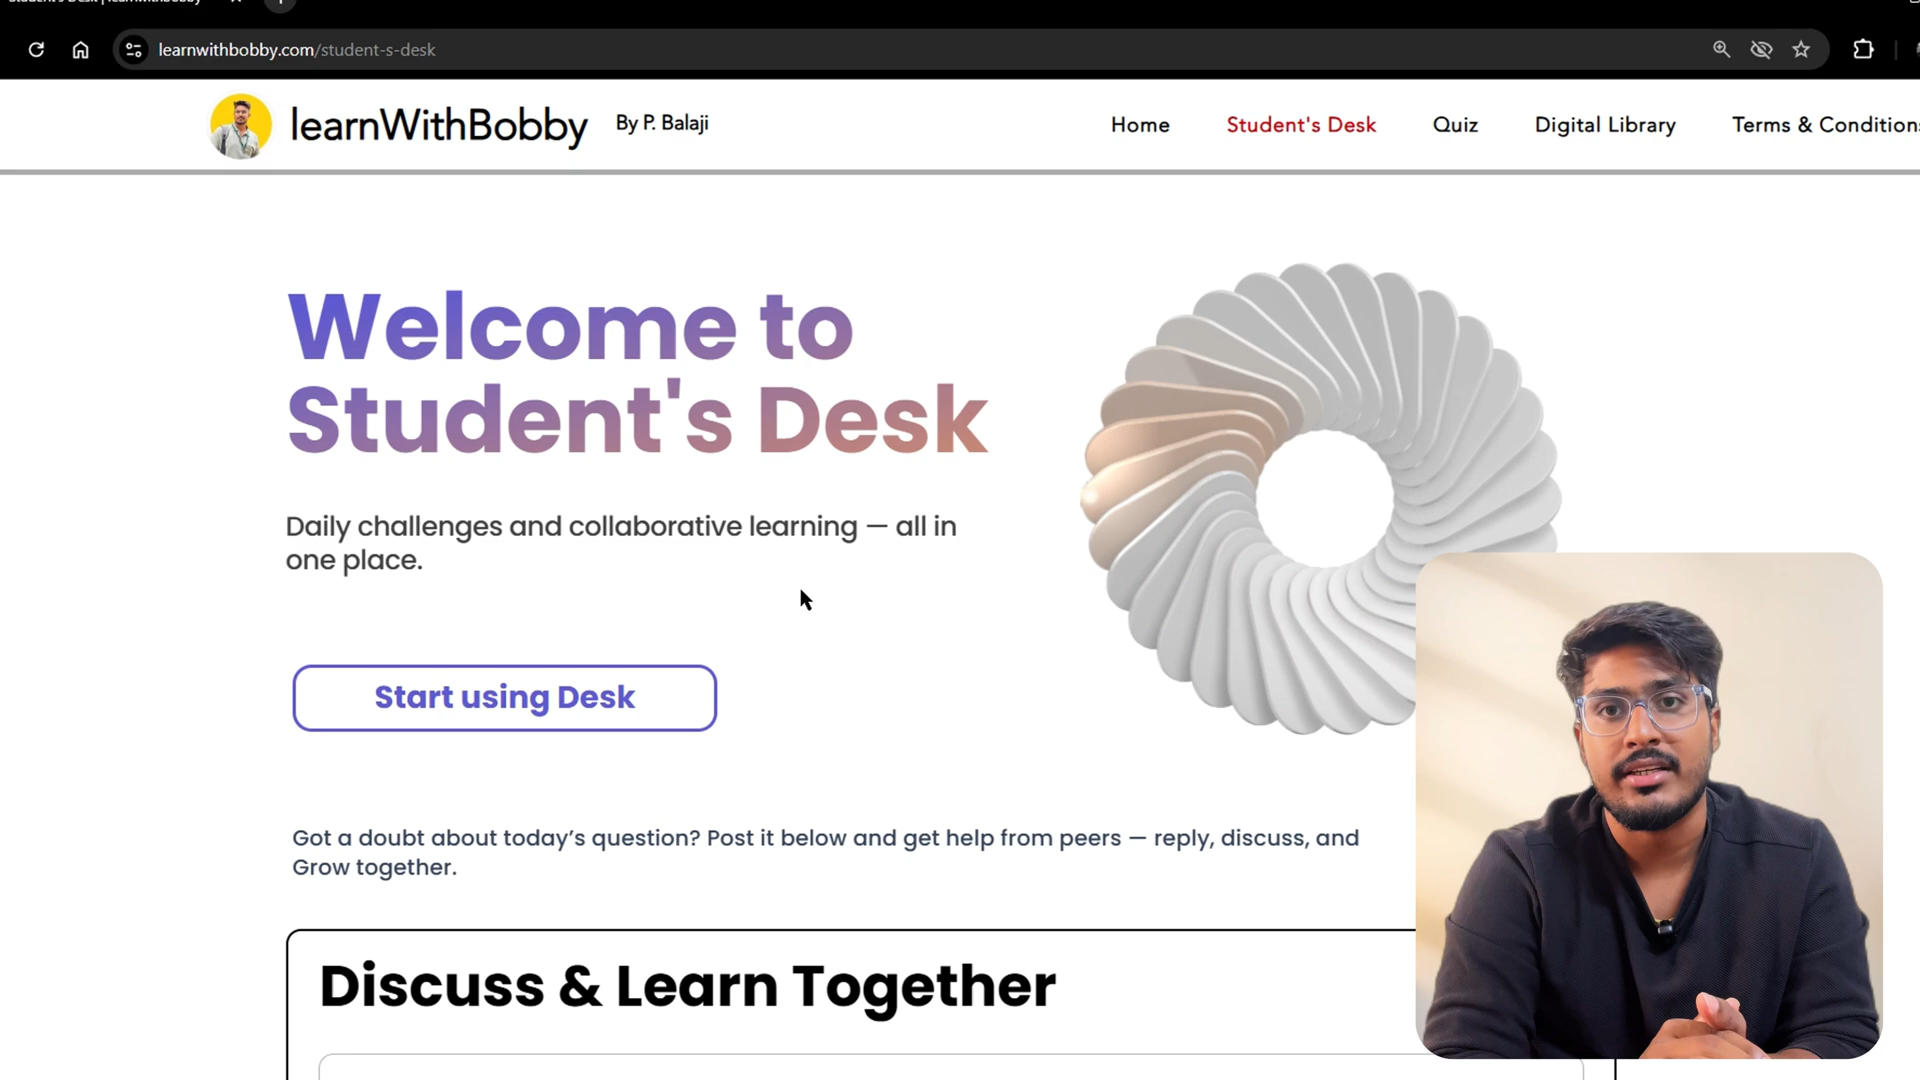 learnwithbobby.com/student-s-desk
learnWithBobby By P. Balaji Home Student's Desk Quiz Digital Library Terms & Conditions
Welcome to
Student's Desk
Daily challenges and collaborative learning — all in
one place.
Start using Desk
Got a doubt about today’s question? Post it below and get help from peers — reply, discuss, and
Grow together.
Discuss & Learn Together